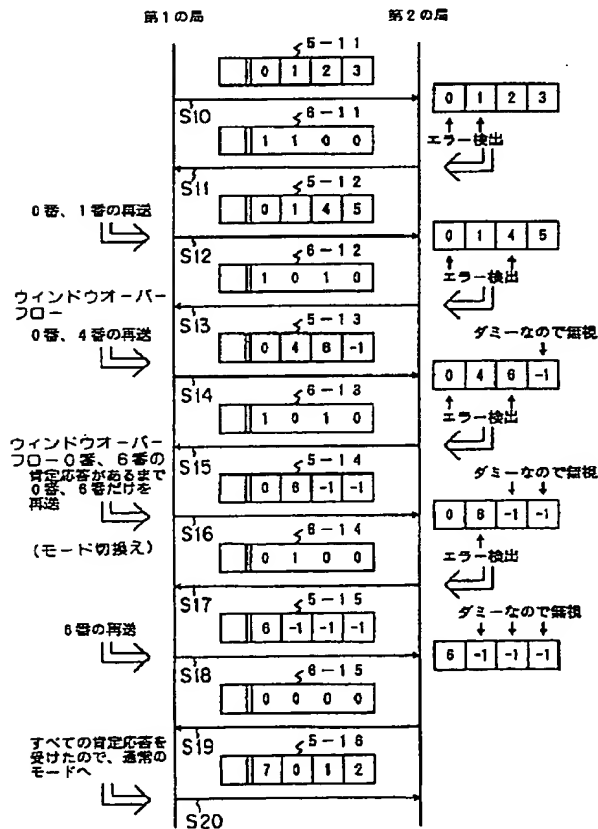 第1の局 第2の局
5-11
0 1 2 3
0 1 2 3
S10
6-11
エラー検出
1 1 0 0
S11
5-12
0番、1番の再送
0 1 4 5
0 1 4 5
S12
6-12
エラー検出
1 0 1 0
ウィンドウオーバー
フロー
S13
5-13
ダミーなので無視
0番、4番の再送
0 4 6 -1
0 4 6 -1
S14
6-13
エラー検出
1 0 1 0
ウィンドウオーバー
フロー0番、6番の
肯定応答があるまで
0番、6番だけを
再送
S15
5-14
ダミーなので無視
0 6 -1 -1
0 6 -1 -1
(モード切換え)
S16
6-14
エラー検出
0 1 0 0
S17
5-15
ダミーなので無視
6番の再送
6 -1 -1 -1
6 -1 -1 -1
S18
6-15
0 0 0 0
すべての肯定応答を
受けたので、通常の
モードへ
S19
5-16
7 0 1 2
S20